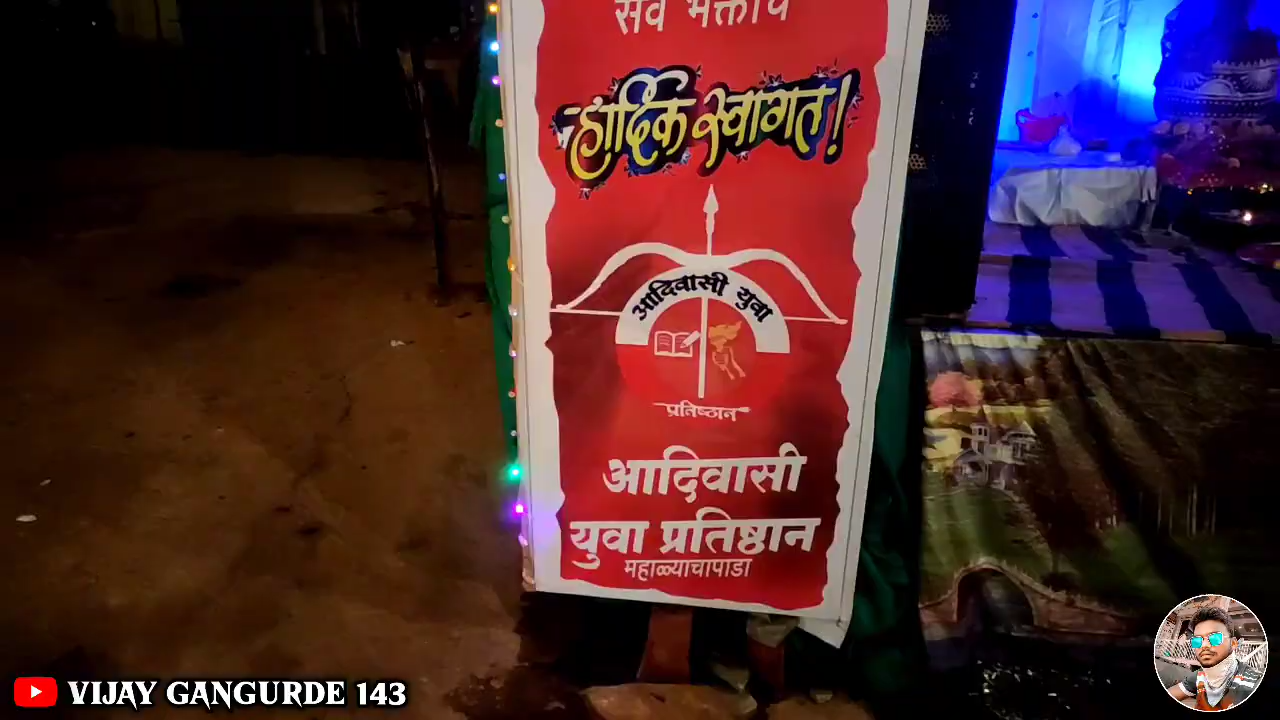 सर्व भक्तांचे
हार्दिक स्वागत!
आदिवासी युवा
प्रतिष्ठान
आदिवासी
युवा प्रतिष्ठान
महाळ्याचापाडा
VIJAY GANGURDE 143